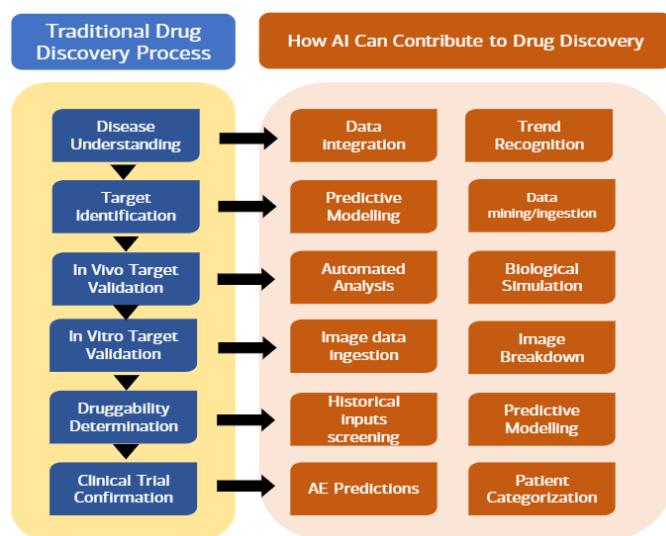 Traditional Drug
Discovery Process
How AI Can Contribute to Drug Discovery
Disease
Understanding
Data
Integration
Trend
Recognition
Target
Identification
Predictive
Modelling
Data
mining/ingestion
In Vivo Target
Validation
Automated
Analysis
Biological
Simulation
In Vitro Target
Validation
Image data
ingestion
Image
Breakdown
Druggability
Determination
Historical
inputs
screening
Predictive
Modelling
Clinical Trial
Confirmation
AE Predictions
Patient
Categorization